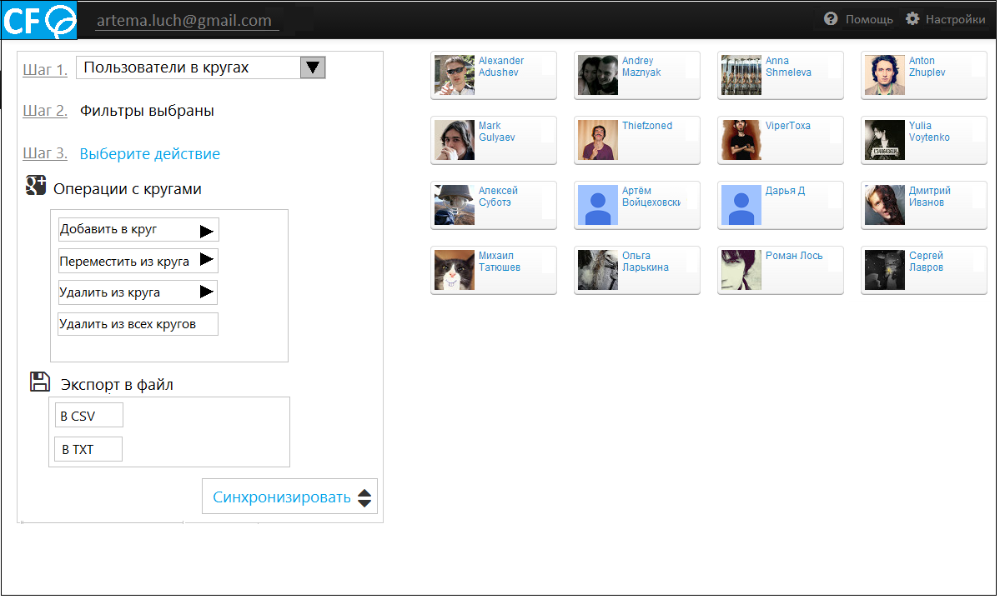 CF
artema.luch@gmail.com
Помощь
Настройки
Шаг 1. Пользователи в кругах
Шаг 2. Фильтры выбраны
Шаг 3. Выберите действие
g+
Операции с кругами
Добавить в круг
Переместить из круга
Удалить из круга
Удалить из всех кругов
Экспорт в файл
В CSV
В TXT
Синхронизировать
Alexander
Adushev
Andrey
Maznyak
Anna
Shmeleva
Anton
Zhuplev
Mark
Gulyaev
Thiefzoned
ViperToxa
Yulia
Voytenko
Алексей
Суботэ
Артём
Войцеховски
Дарья Д
Дмитрий
Иванов
Михаил
Татюшев
Ольга
Ларькина
Роман Лось
Сергей
Лавров